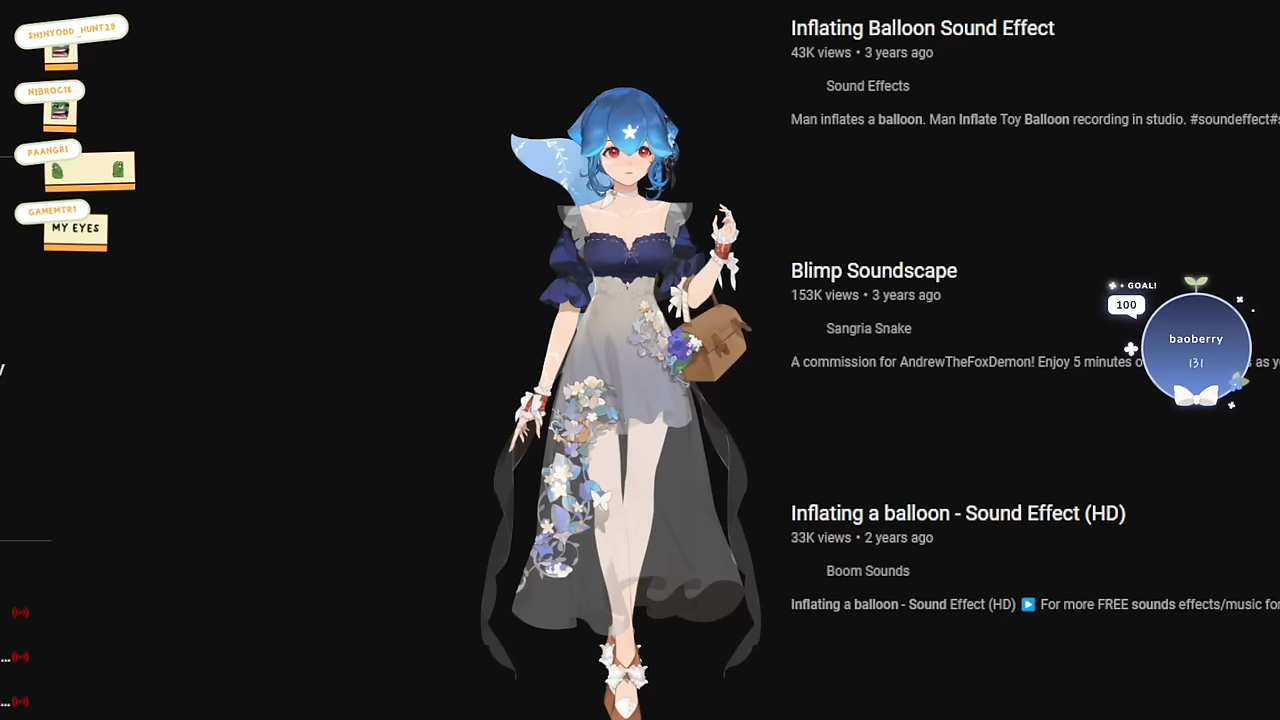 SHINYODD_HUNT29
NIBROC18
PAANGR1
GAMEMTR1
MY EYES
Inflating Balloon Sound Effect
43K views • 3 years ago
Sound Effects
Man inflates a balloon. Man Inflate Toy Balloon recording in studio. #soundeffect#s
Blimp Soundscape
153K views • 3 years ago
Sangria Snake
A commission for AndrewTheFoxDemon! Enjoy 5 minutes o
as y
• GOAL!
100
baoberry
131
Inflating a balloon - Sound Effect (HD)
33K views • 2 years ago
Boom Sounds
Inflating a balloon - Sound Effect (HD) ▶ For more FREE sounds effects/music for